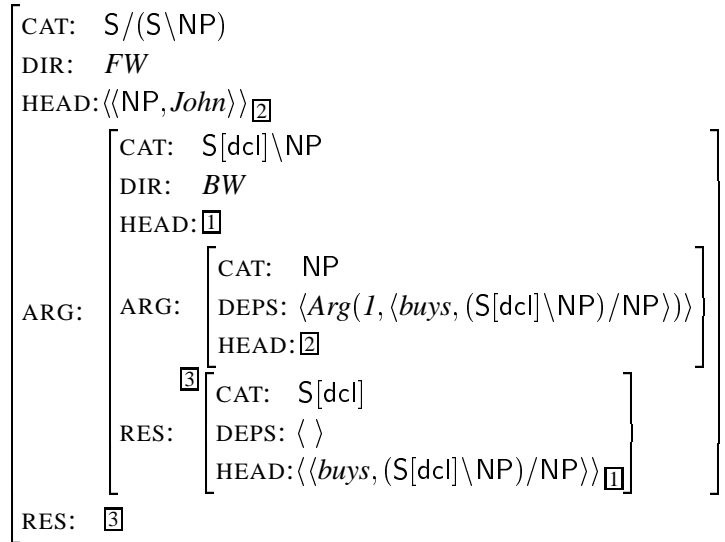 CAT: S/(S\NP)
DIR: FW
HEAD: ⟨⟨NP, John⟩⟩ 2
CAT: S[dcl]\NP
DIR: BW
HEAD: 1
CAT: NP
ARG: ARG: DEPS: ⟨Arg(1, ⟨buys, (S[dcl]\NP)/NP⟩)⟩
HEAD: 2
3
CAT: S[dcl]
RES: DEPS: ⟨ ⟩
HEAD: ⟨⟨buys, (S[dcl]\NP)/NP⟩⟩ 1
RES: 3